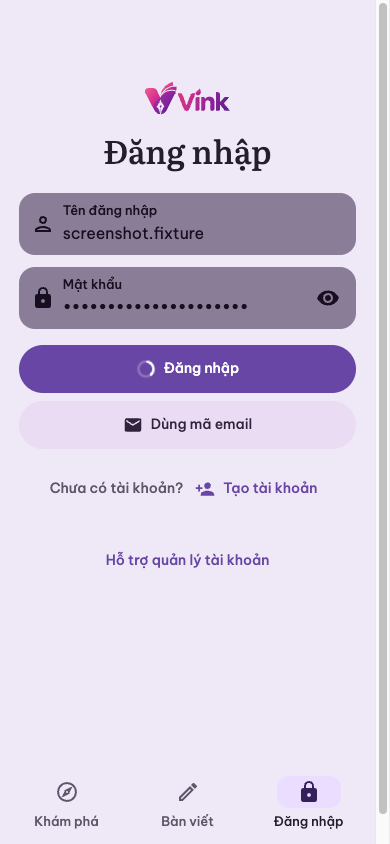 Vink
Đăng nhập
Tên đăng nhập
screenshot.fixture
Mật khẩu
•••••••••••••••••••••
Đăng nhập
Dùng mã email
Chưa có tài khoản? Tạo tài khoản
Hỗ trợ quản lý tài khoản
Khám phá Bàn viết Đăng nhập